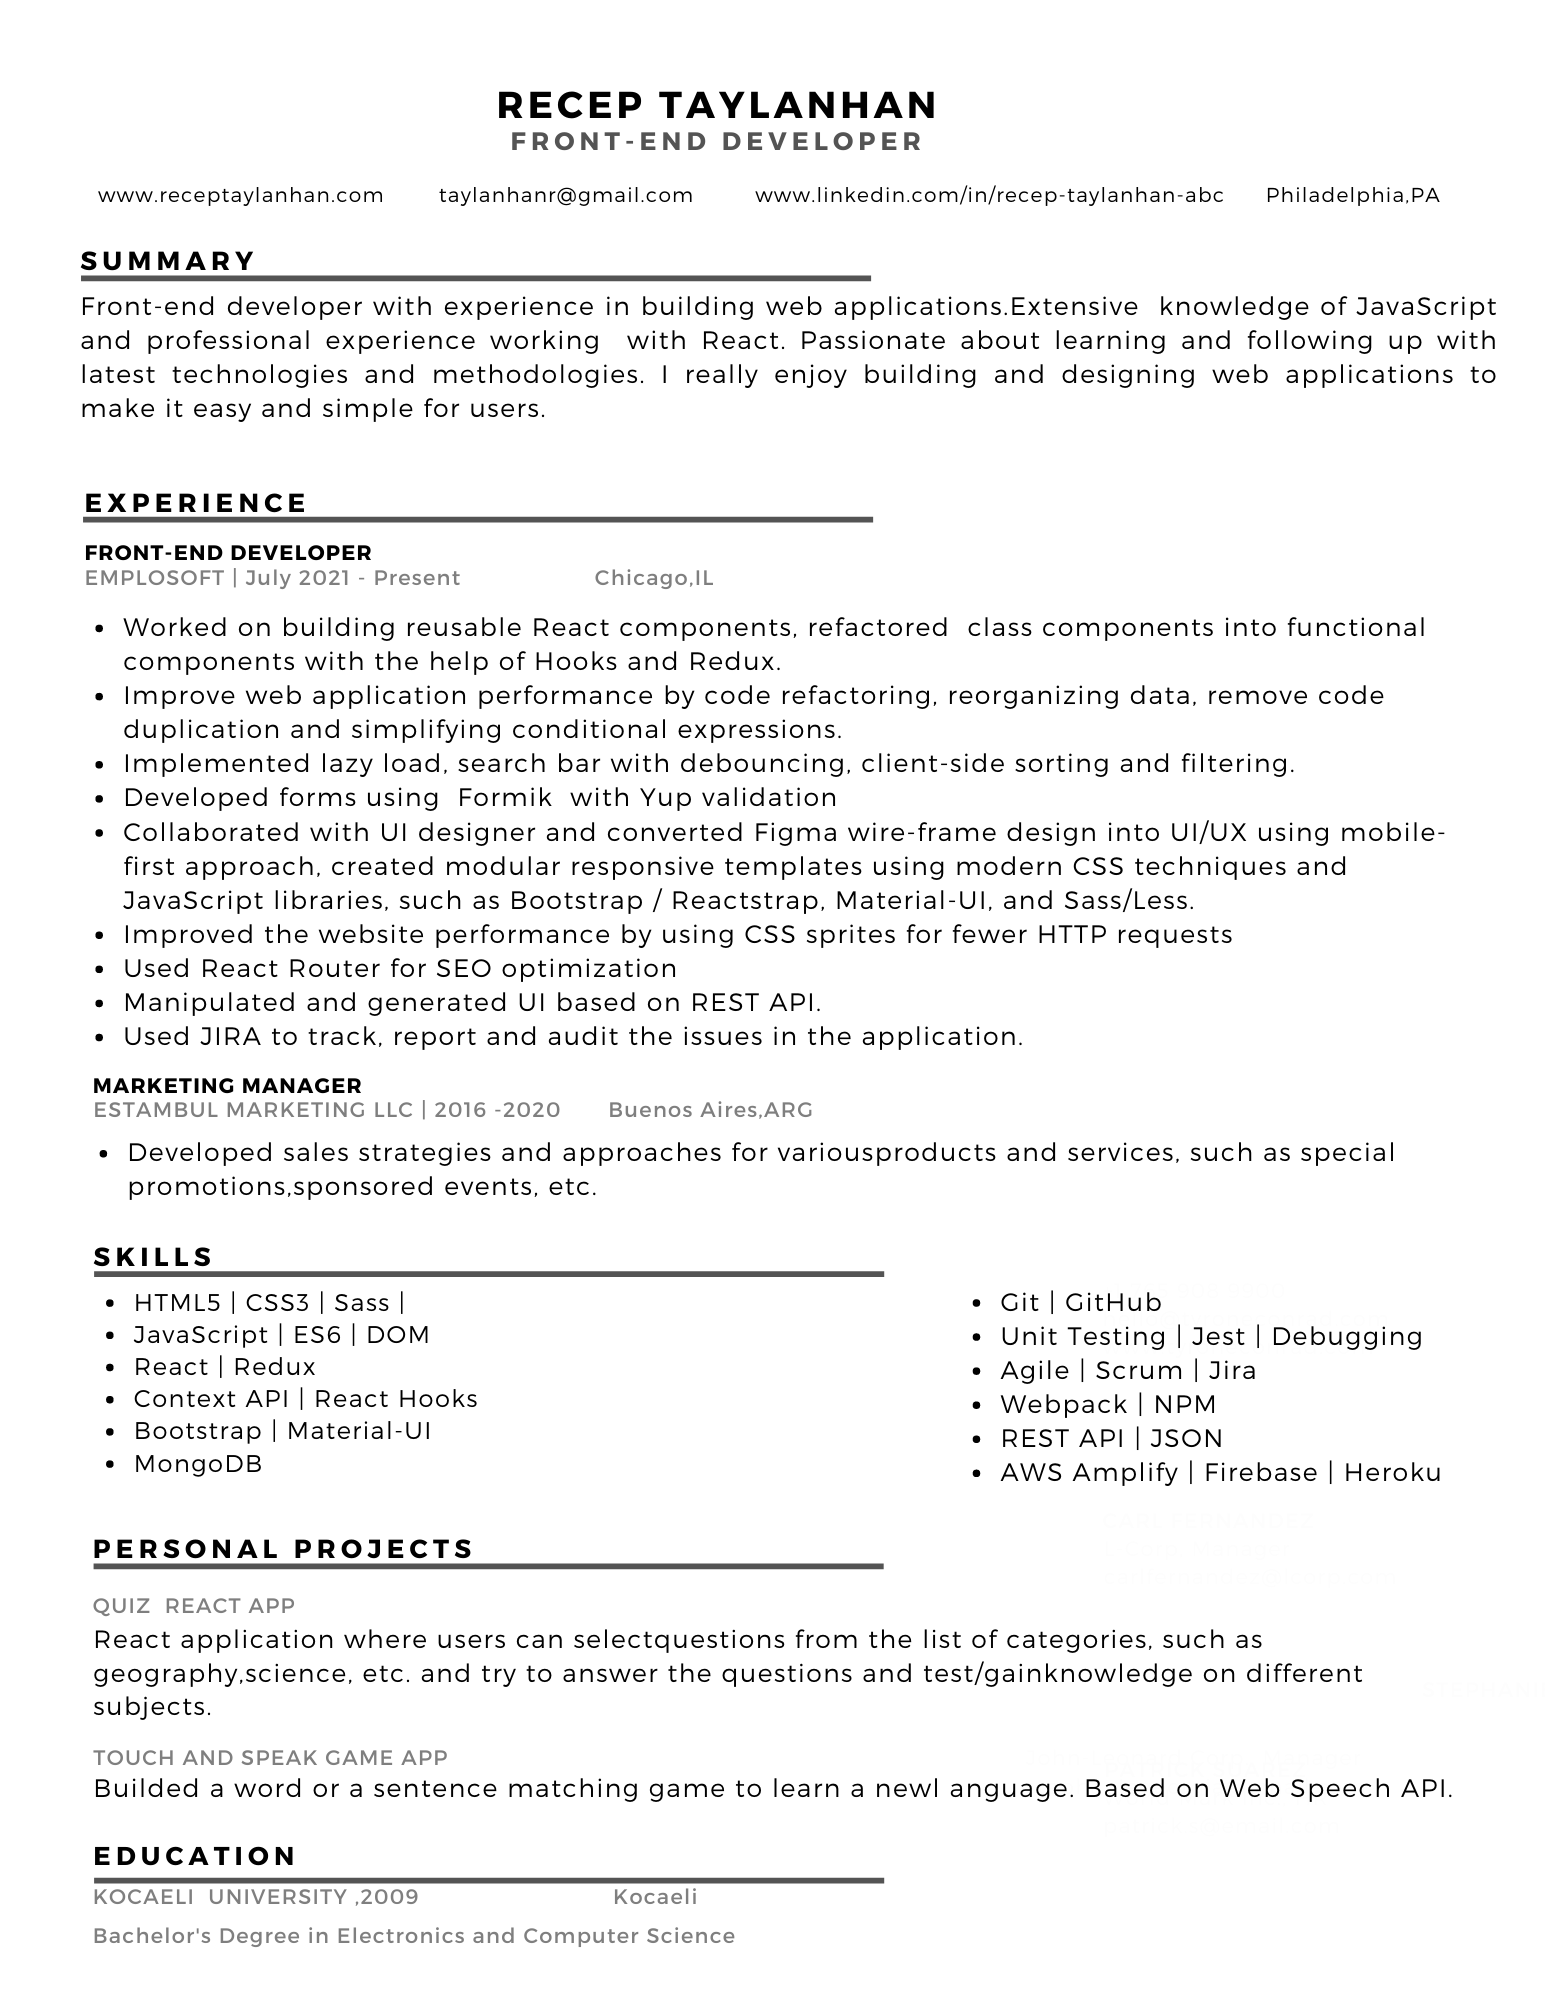 RECEP TAYLANHAN
FRONT-END DEVELOPER
www.receptaylanhan.com taylanhanr@gmail.com www.linkedin.com/in/recep-taylanhan-abc Philadelphia,PA
SUMMARY
Front-end developer with experience in building web applications.Extensive knowledge of JavaScript
and professional experience working with React. Passionate about learning and following up with
latest technologies and methodologies. I really enjoy building and designing web applications to
make it easy and simple for users.
EXPERIENCE
FRONT-END DEVELOPER
EMPLOSOFT | July 2021 - Present Chicago,IL
• Worked on building reusable React components, refactored class components into functional
components with the help of Hooks and Redux.
• Improve web application performance by code refactoring, reorganizing data, remove code
duplication and simplifying conditional expressions.
• Implemented lazy load, search bar with debouncing, client-side sorting and filtering.
• Developed forms using Formik with Yup validation
• Collaborated with UI designer and converted Figma wire-frame design into UI/UX using mobile-
first approach, created modular responsive templates using modern CSS techniques and
JavaScript libraries, such as Bootstrap / Reactstrap, Material-UI, and Sass/Less.
• Improved the website performance by using CSS sprites for fewer HTTP requests
• Used React Router for SEO optimization
• Manipulated and generated UI based on REST API.
• Used JIRA to track, report and audit the issues in the application.
MARKETING MANAGER
ESTAMBUL MARKETING LLC | 2016 -2020 Buenos Aires,ARG
• Developed sales strategies and approaches for variousproducts and services, such as special
promotions,sponsored events, etc.
SKILLS
• HTML5 | CSS3 | Sass |
• JavaScript | ES6 | DOM
• React | Redux
• Context API | React Hooks
• Bootstrap | Material-UI
• MongoDB
• Git | GitHub
• Unit Testing | Jest | Debugging
• Agile | Scrum | Jira
• Webpack | NPM
• REST API | JSON
• AWS Amplify | Firebase | Heroku
PERSONAL PROJECTS
QUIZ REACT APP
React application where users can selectquestions from the list of categories, such as
geography,science, etc. and try to answer the questions and test/gainknowledge on different
subjects.
TOUCH AND SPEAK GAME APP
Builded a word or a sentence matching game to learn a newl anguage. Based on Web Speech API.
EDUCATION
KOCAELI UNIVERSITY ,2009 Kocaeli
Bachelor's Degree in Electronics and Computer Science